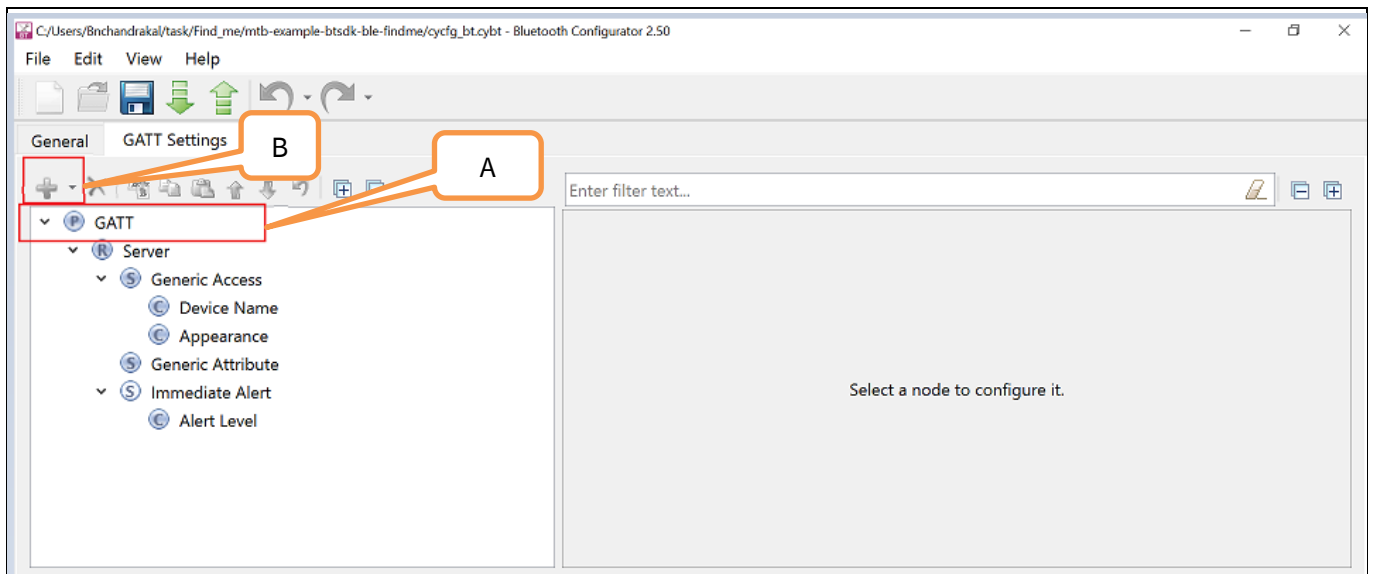 C:/Users/Bnchandrakal/task/Find_me/mtb-example-btsdk-ble-findme/cycfg_bt.cybt - Bluetooth Configurator 2.50
File Edit View Help
General GATT Settings
B
A
Enter filter text...
P GATT
R Server
S Generic Access
C Device Name
C Appearance
S Generic Attribute
S Immediate Alert
C Alert Level
Select a node to configure it.